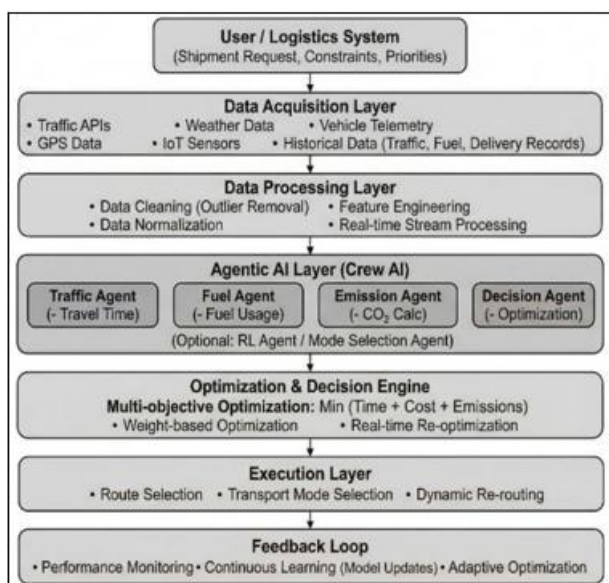 User / Logistics System
(Shipment Request, Constraints, Priorities)
Data Acquisition Layer
• Traffic APIs • Weather Data • Vehicle Telemetry
• GPS Data • IoT Sensors • Historical Data (Traffic, Fuel, Delivery Records)
Data Processing Layer
• Data Cleaning (Outlier Removal) • Feature Engineering
• Data Normalization • Real-time Stream Processing
Agentic AI Layer (Crew AI)
Traffic Agent Fuel Agent Emission Agent Decision Agent
(- Travel Time) (- Fuel Usage) (- CO₂ Calc) (- Optimization)
(Optional: RL Agent / Mode Selection Agent)
Optimization & Decision Engine
Multi-objective Optimization: Min (Time + Cost + Emissions)
• Weight-based Optimization • Real-time Re-optimization
Execution Layer
• Route Selection • Transport Mode Selection • Dynamic Re-routing
Feedback Loop
• Performance Monitoring • Continuous Learning (Model Updates) • Adaptive Optimization